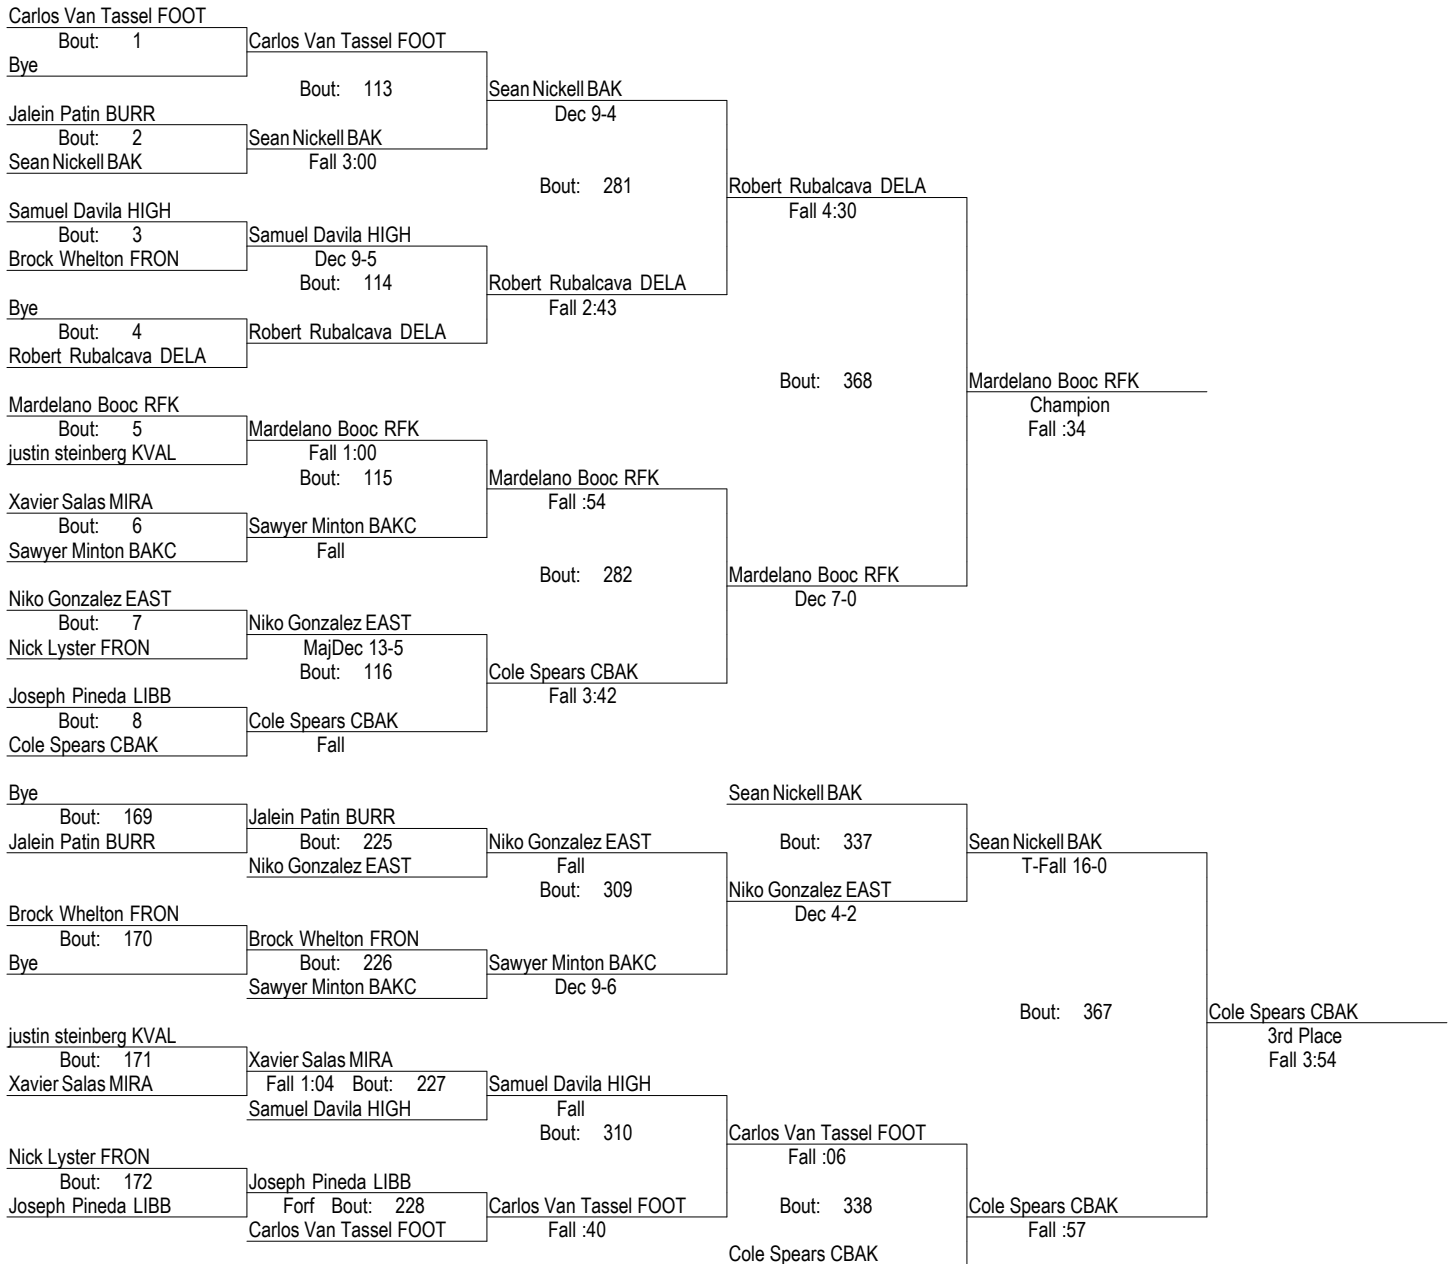 Carlos Van Tassel FOOT
Bout: 1
Carlos Van Tassel FOOT
Bye
Bout: 113
Sean Nickell BAK
Jalein Patin BURR
Dec 9-4
Bout: 2
Sean Nickell BAK
Sean Nickell BAK
Fall 3:00
Bout: 281
Robert Rubalcava DELA
Samuel Davila HIGH
Fall 4:30
Bout: 3
Samuel Davila HIGH
Brock Whelton FRON
Dec 9-5
Bout: 114
Robert Rubalcava DELA
Bye
Fall 2:43
Bout: 4
Robert Rubalcava DELA
Robert Rubalcava DELA
Bout: 368
Mardelano Booc RFK
Mardelano Booc RFK
Champion
Bout: 5
Mardelano Booc RFK
Fall :34
justin steinberg KVAL
Fall 1:00
Bout: 115
Mardelano Booc RFK
Xavier Salas MIRA
Fall :54
Bout: 6
Sawyer Minton BAKC
Sawyer Minton BAKC
Fall
Bout: 282
Mardelano Booc RFK
Niko Gonzalez EAST
Dec 7-0
Bout: 7
Niko Gonzalez EAST
Nick Lyster FRON
MajDec 13-5
Bout: 116
Cole Spears CBAK
Joseph Pineda LIBB
Fall 3:42
Bout: 8
Cole Spears CBAK
Cole Spears CBAK
Fall
Bye
Sean Nickell BAK
Bout: 169
Jalein Patin BURR
Jalein Patin BURR
Bout: 225
Niko Gonzalez EAST
Bout: 337
Sean Nickell BAK
Niko Gonzalez EAST
Fall
T-Fall 16-0
Bout: 309
Niko Gonzalez EAST
Brock Whelton FRON
Dec 4-2
Bout: 170
Brock Whelton FRON
Bye
Bout: 226
Sawyer Minton BAKC
Sawyer Minton BAKC
Dec 9-6
Bout: 367
Cole Spears CBAK
justin steinberg KVAL
3rd Place
Bout: 171
Xavier Salas MIRA
Fall 3:54
Xavier Salas MIRA
Fall 1:04 Bout: 227
Samuel Davila HIGH
Samuel Davila HIGH
Fall
Bout: 310
Carlos Van Tassel FOOT
Nick Lyster FRON
Fall :06
Bout: 172
Joseph Pineda LIBB
Joseph Pineda LIBB
Forf Bout: 228
Carlos Van Tassel FOOT
Bout: 338
Cole Spears CBAK
Carlos Van Tassel FOOT
Fall :40
Fall :57
Cole Spears CBAK